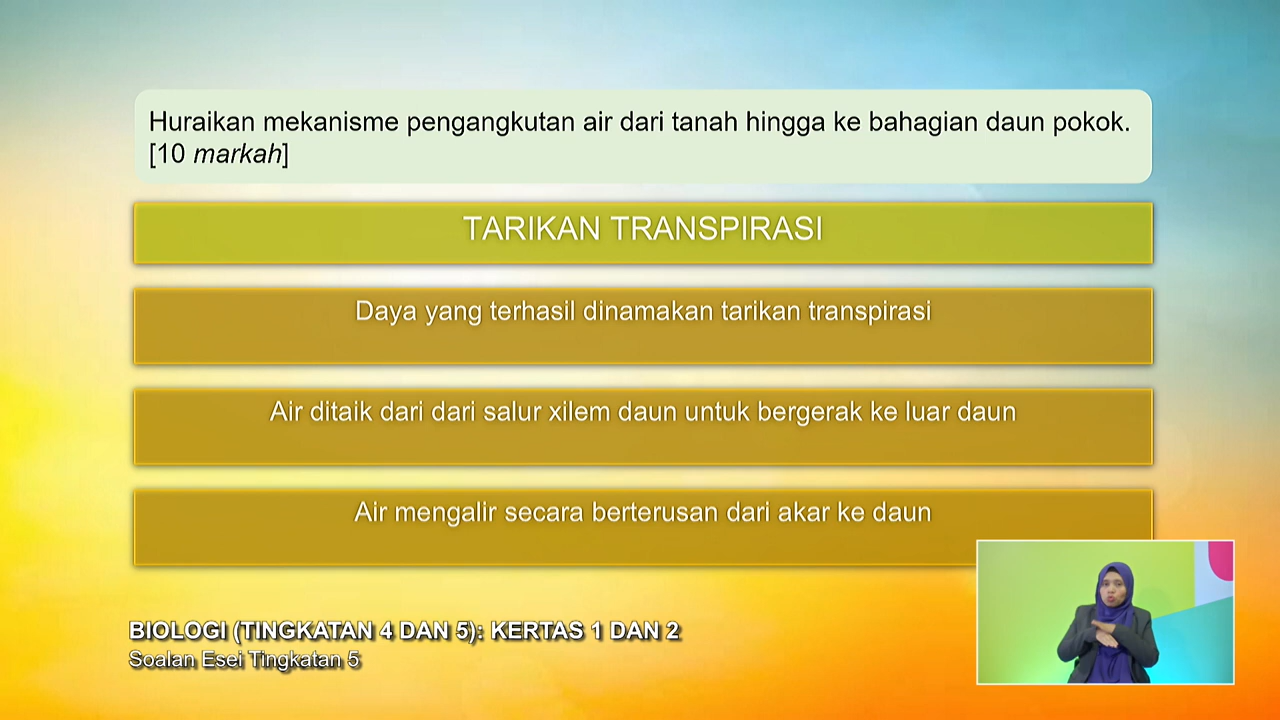 Huraikan mekanisme pengangkutan air dari tanah hingga ke bahagian daun pokok.
[10 markah]
TARIKAN TRANSPIRASI
Daya yang terhasil dinamakan tarikan transpirasi
Air ditaik dari dari salur xilem daun untuk bergerak ke luar daun
Air mengalir secara berterusan dari akar ke daun
BIOLOGI (TINGKATAN 4 DAN 5): KERTAS 1 DAN 2
Soalan Esei Tingkatan 5